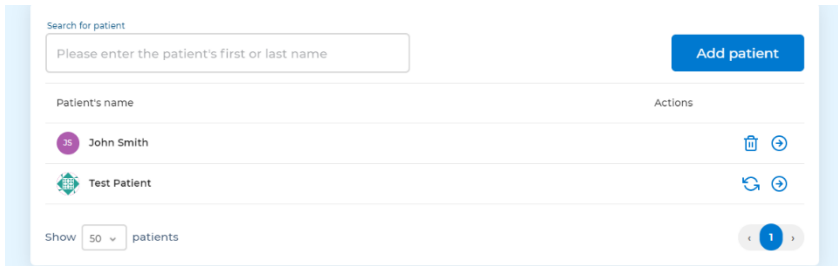 Search for patient
Please enter the patient's first or last name
Add patient
Patient's name Actions
JS John Smith
Test Patient
Show 50 patients
1